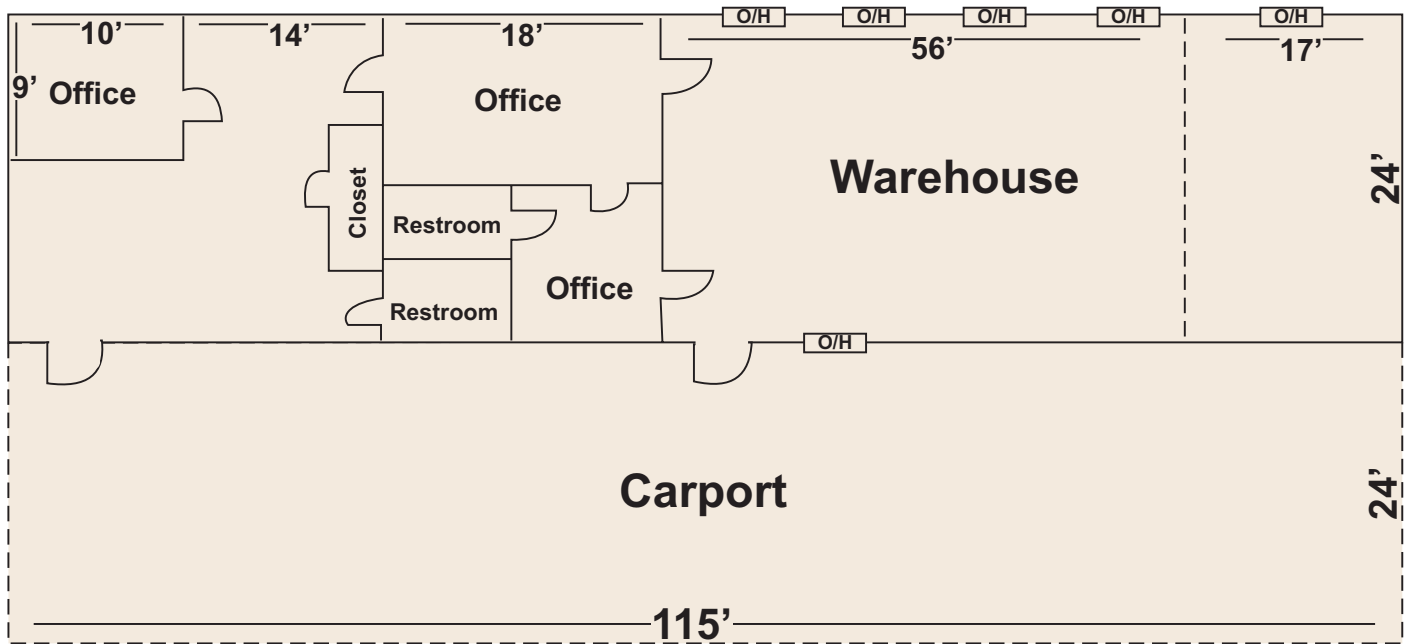 O/H
O/H
O/H
O/H
O/H
10’
14’
18’
56’
17’
9’
Office
Office
Warehouse
24’
Closet
Restroom
Office
Restroom
O/H
Carport
24’
115’